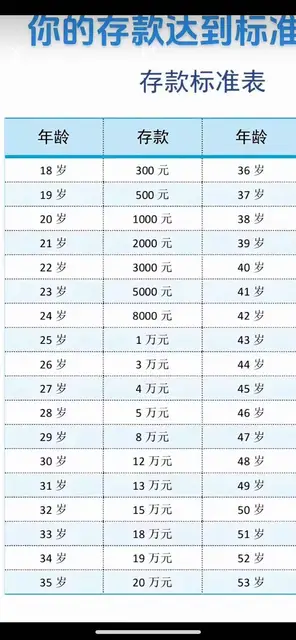 你的存款达到标准
存款标准表
年龄 存款 年龄
18 岁 300 元 36 岁
19 岁 500 元 37 岁
20 岁 1000 元 38 岁
21 岁 2000 元 39 岁
22 岁 3000 元 40 岁
23 岁 5000 元 41 岁
24 岁 8000 元 42 岁
25 岁 1 万元 43 岁
26 岁 3 万元 44 岁
27 岁 4 万元 45 岁
28 岁 5 万元 46 岁
29 岁 8 万元 47 岁
30 岁 12 万元 48 岁
31 岁 13 万元 49 岁
32 岁 15 万元 50 岁
33 岁 18 万元 51 岁
34 岁 19 万元 52 岁
35 岁 20 万元 53 岁